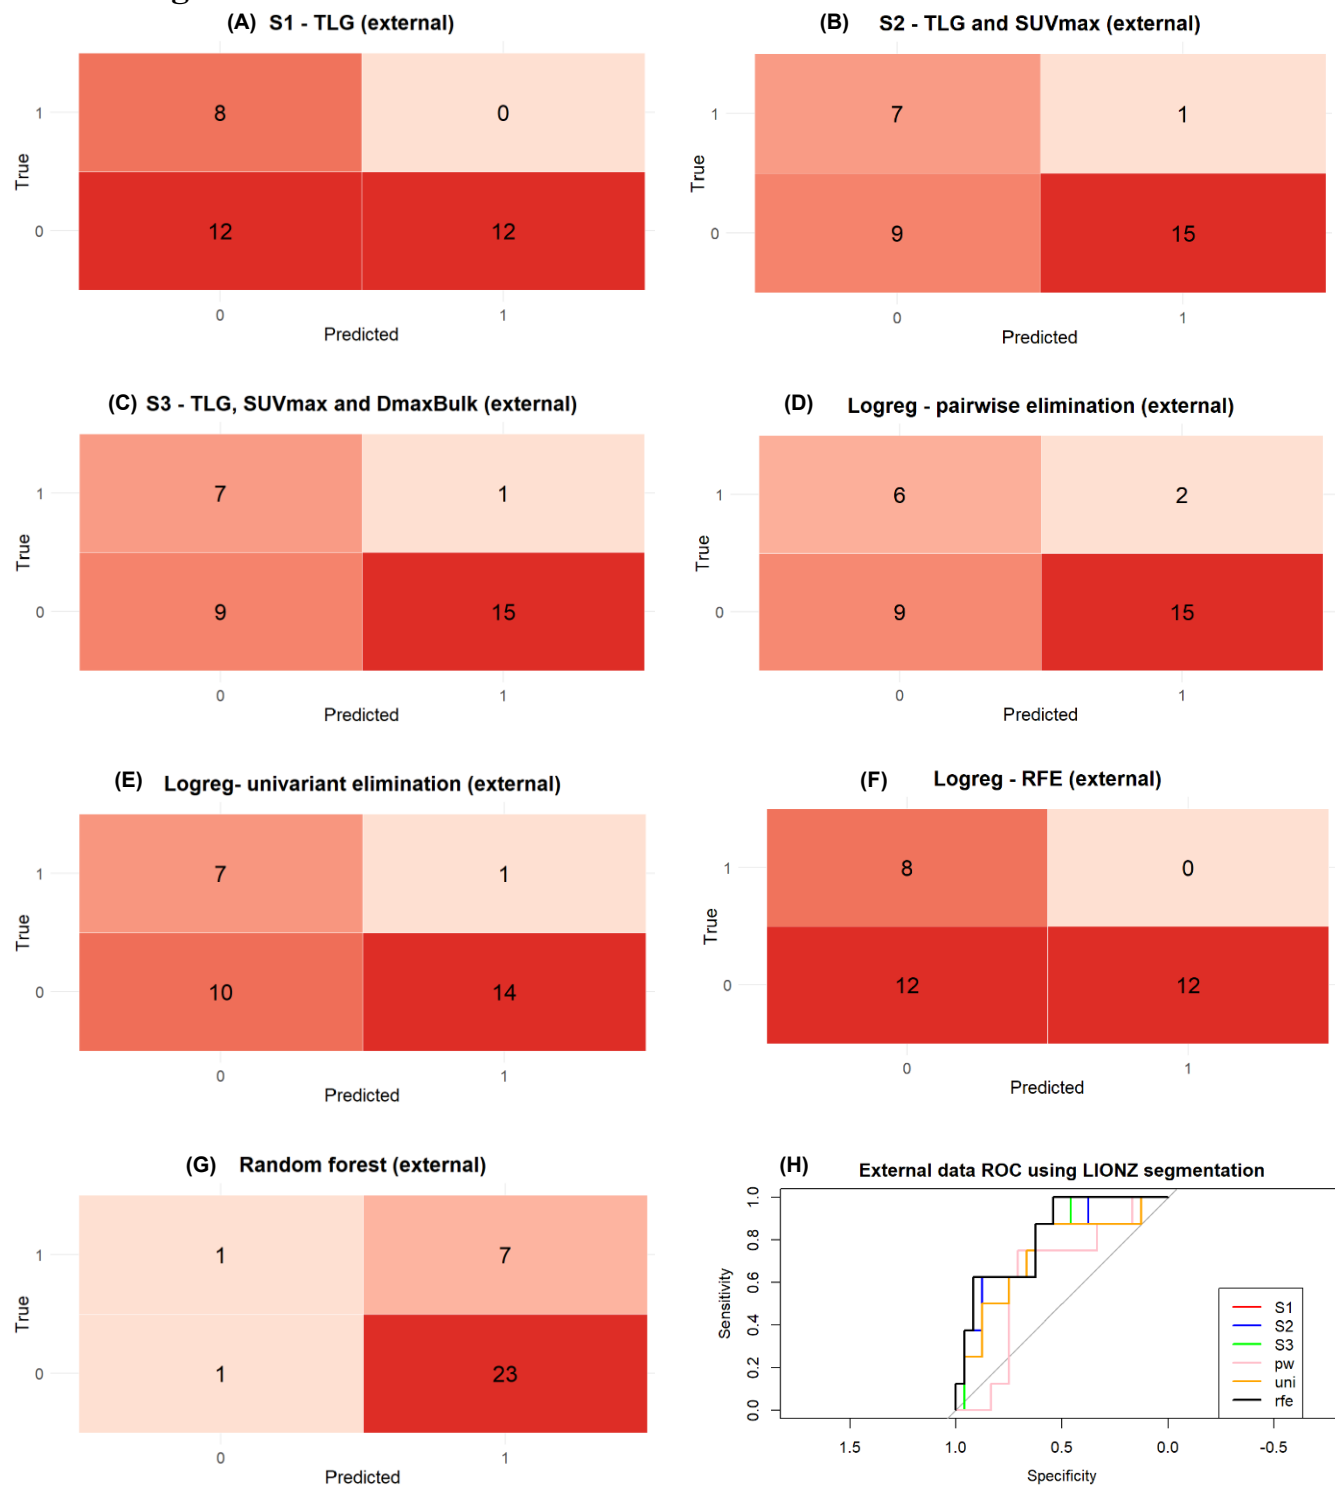 (A) S1 - TLG (external)
1
8
0
True
0
12
12
0
1
Predicted
(B) S2 - TLG and SUVmax (external)
1
7
1
True
0
9
15
0
1
Predicted
(C) S3 - TLG, SUVmax and DmaxBulk (external)
1
7
1
True
0
9
15
0
1
Predicted
(D) Logreg - pairwise elimination (external)
1
6
2
True
0
9
15
0
1
Predicted
(E) Logreg- univariant elimination (external)
1
7
1
True
0
10
14
0
1
Predicted
(F) Logreg - RFE (external)
1
8
0
True
0
12
12
0
1
Predicted
(G) Random forest (external)
1
1
7
True
0
1
23
0
1
Predicted
(H) External data ROC using LIONZ segmentation
Sensitivity
1.0
0.8
0.6
0.4
0.2
0.0
S1
S2
S3
pw
uni
rfe
1.5
1.0
0.5
0.0
-0.5
Specificity